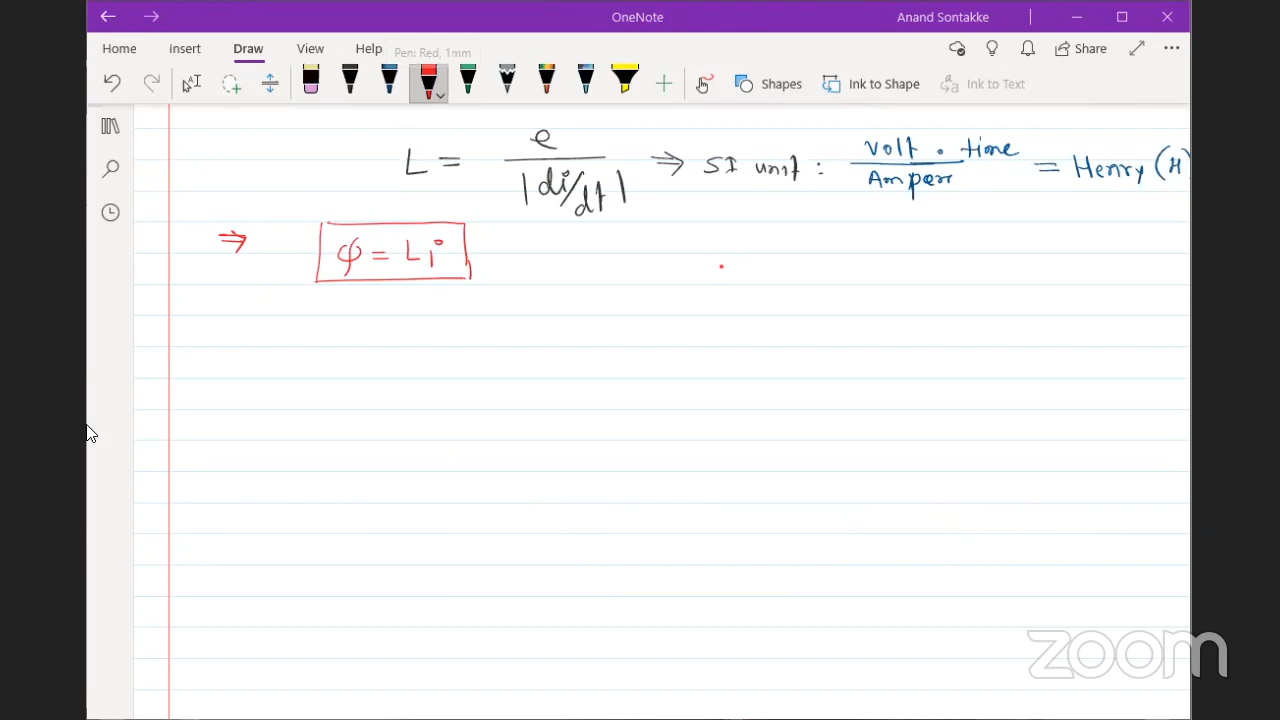 OneNote
Anand Sontakke
Home Insert Draw View Help Share
Pen: Red, 1mm
Shapes Ink to Shape Ink to Text
L = e / |di/dt| ⇒ SI unit : volt . time / Amperr = Henry (H)
⇒ φ = Li
zoom